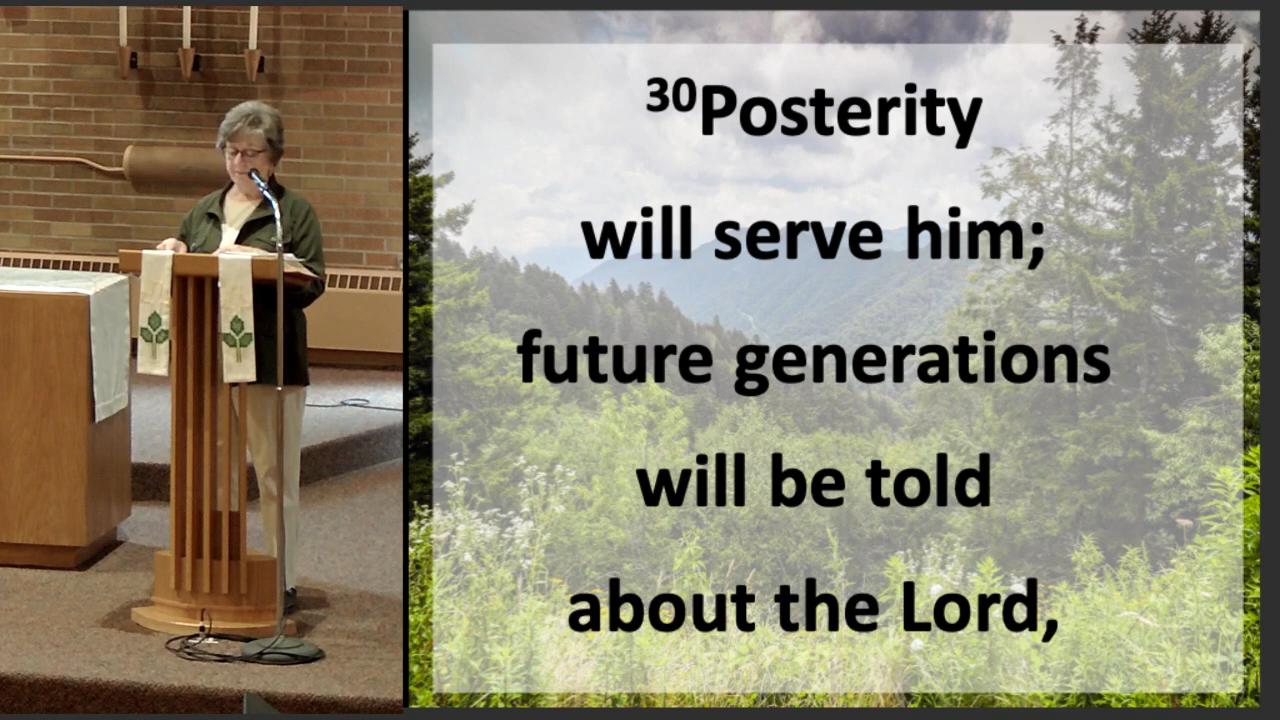 30Posterity
will serve him;
future generations
will be told
about the Lord,